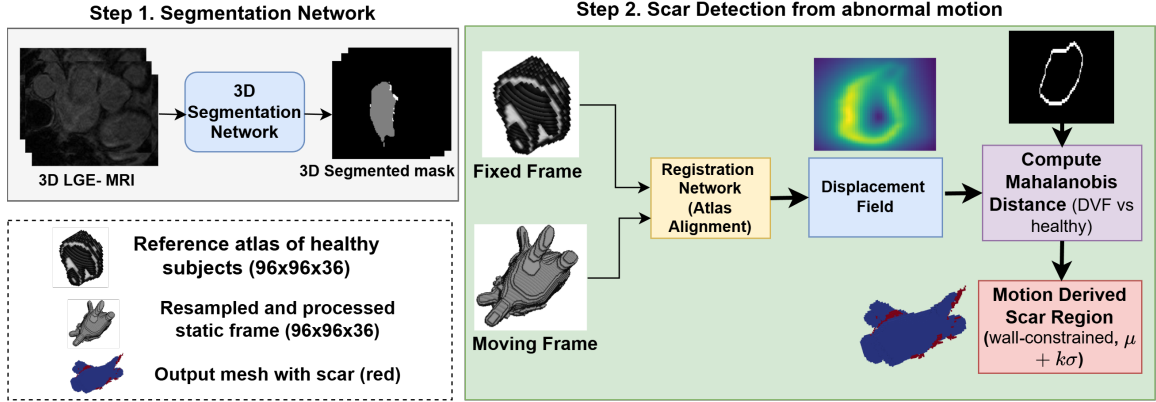 Step 1. Segmentation Network
3D
Segmentation
Network
3D LGE- MRI
3D Segmented mask
Reference atlas of healthy
subjects (96x96x36)
Resampled and processed
static frame (96x96x36)
Output mesh with scar (red)
Step 2. Scar Detection from abnormal motion
Fixed Frame
Moving Frame
Registration
Network
(Atlas
Alignment)
Displacement
Field
Compute
Mahalanobis
Distance (DVF vs
healthy)
Motion Derived
Scar Region
(wall-constrained, μ
+ kσ)